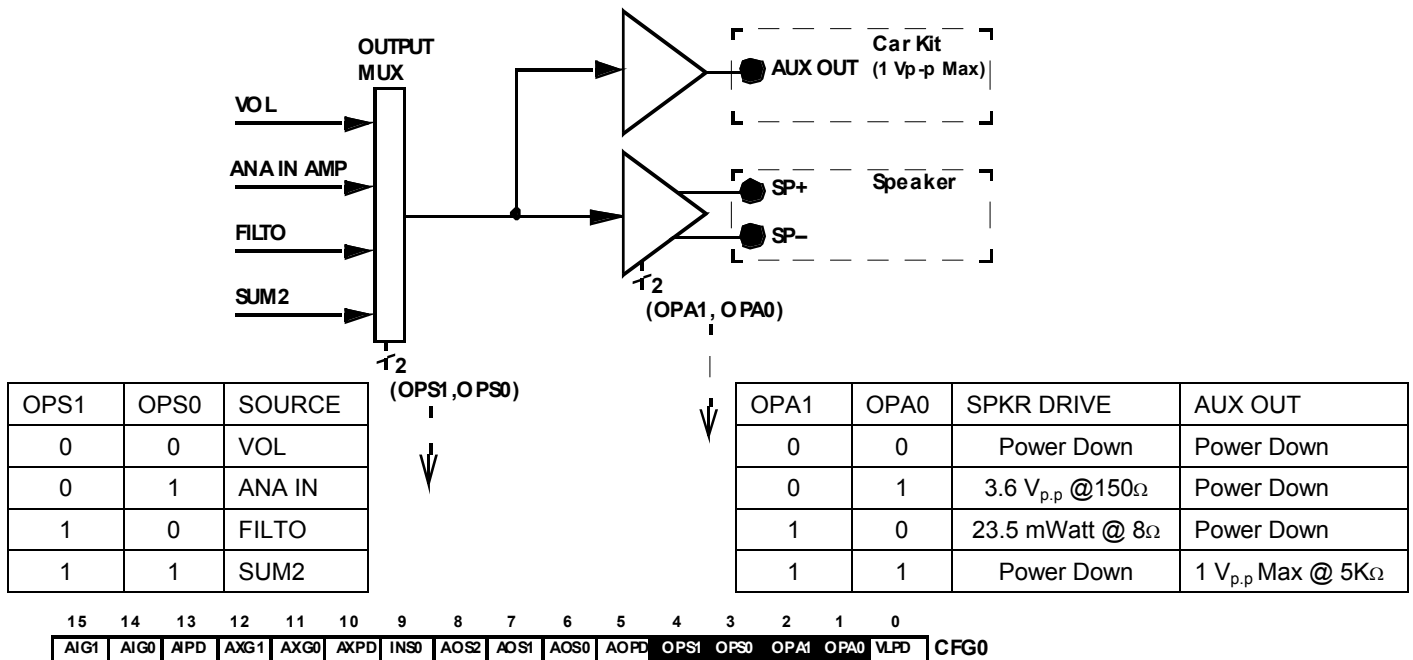 OUTPUT
MUX
VOL
ANA IN AMP
FILTO
SUM2
2
(OPS1,OPS0)
Car Kit
AUX OUT (1 Vp-p Max)
Speaker
SP+
SP–
2
(OPA1, OPA0)
OPS1 OPS0 SOURCE
0 0 VOL
0 1 ANA IN
1 0 FILTO
1 1 SUM2
OPA1 OPA0 SPKR DRIVE AUX OUT
0 0 Power Down Power Down
0 1 3.6 Vp.p @150Ω Power Down
1 0 23.5 mWatt @ 8Ω Power Down
1 1 Power Down 1 Vp.p Max @ 5KΩ
15 14 13 12 11 10 9 8 7 6 5 4 3 2 1 0
AIG1 AIG0 AIPD AXG1 AXG0 AXPD INS0 AOS2 AOS1 AOS0 AOPD OPS1 OPS0 OPA1 OPA0 VLPD CFG0